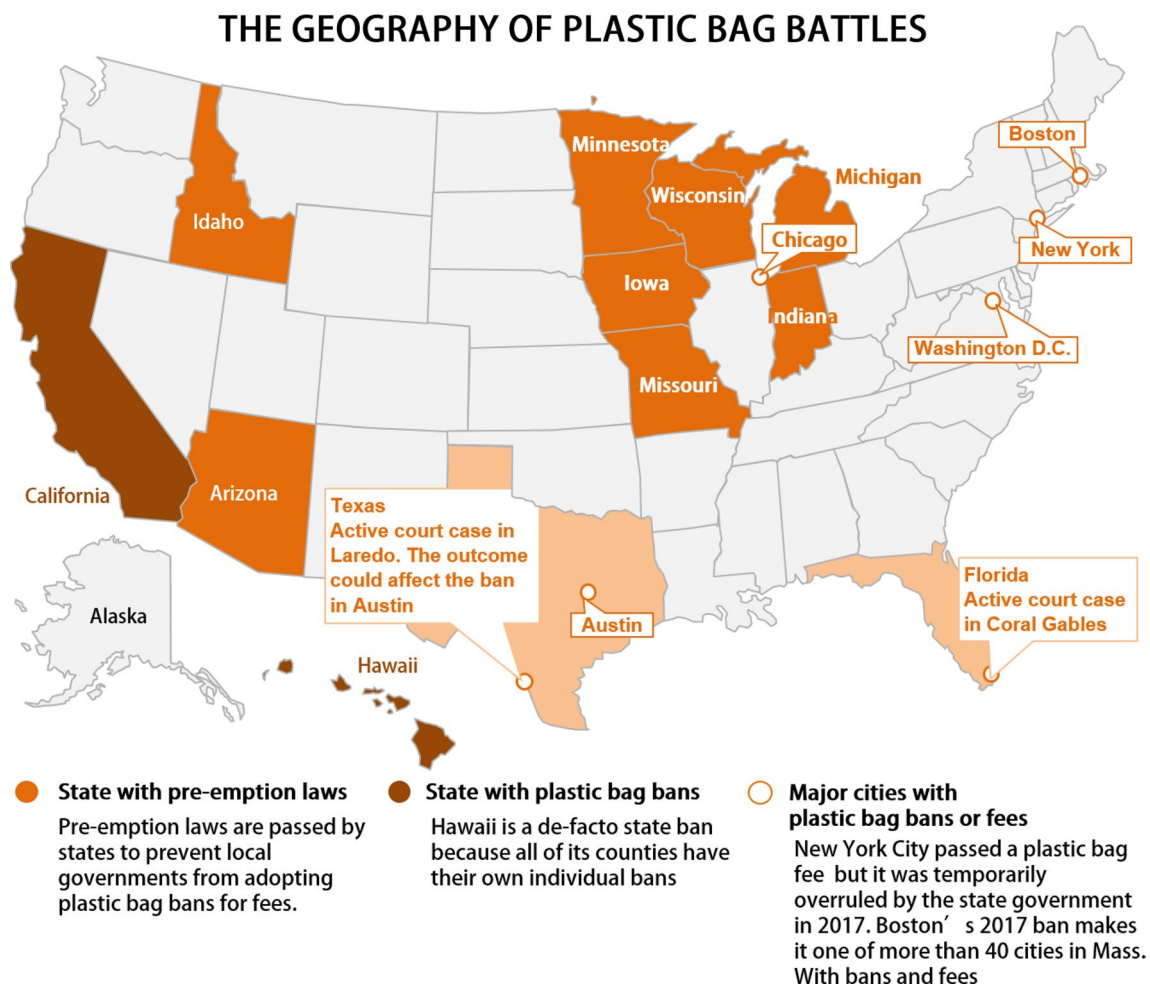 THE GEOGRAPHY OF PLASTIC BAG BATTLES
Boston
Minnesota
Michigan
Wisconsin
Idaho
Chicago
New York
Iowa
Indiana
Washington D.C.
Missouri
California
Arizona
Texas
Active court case in
Laredo. The outcome
could affect the ban
in Austin
Austin
Florida
Active court case
in Coral Gables
Alaska
Hawaii
State with pre-emption laws
Pre-emption laws are passed by
states to prevent local
governments from adopting
plastic bag bans for fees.
State with plastic bag bans
Hawaii is a de-facto state ban
because all of its counties have
their own individual bans
Major cities with
plastic bag bans or fees
New York City passed a plastic bag
fee but it was temporarily
overruled by the state government
in 2017. Boston′ s 2017 ban makes
it one of more than 40 cities in Mass.
With bans and fees